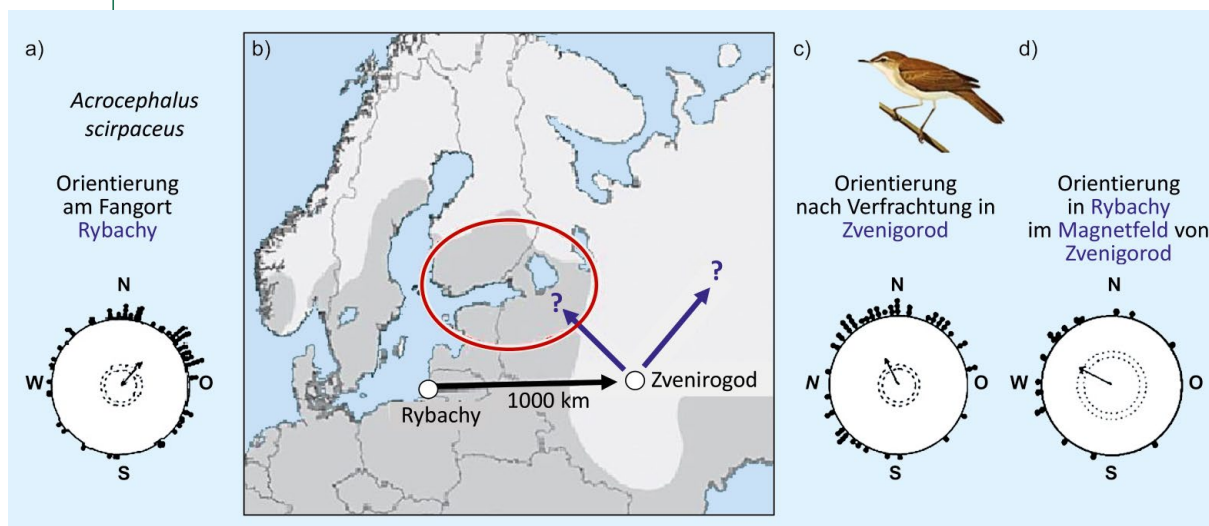 a)
Acrocephalus
scirpaceus
Orientierung
am Fangort
Rybachy
N
W
O
S
b)
?
?
Zvenirogod
Rybachy
1000 km
c)
Orientierung
nach Verfrachtung in
Zvenigorod
N
N
O
S
d)
Orientierung
in Rybachy
im Magnetfeld von
Zvenigorod
N
W
O
S